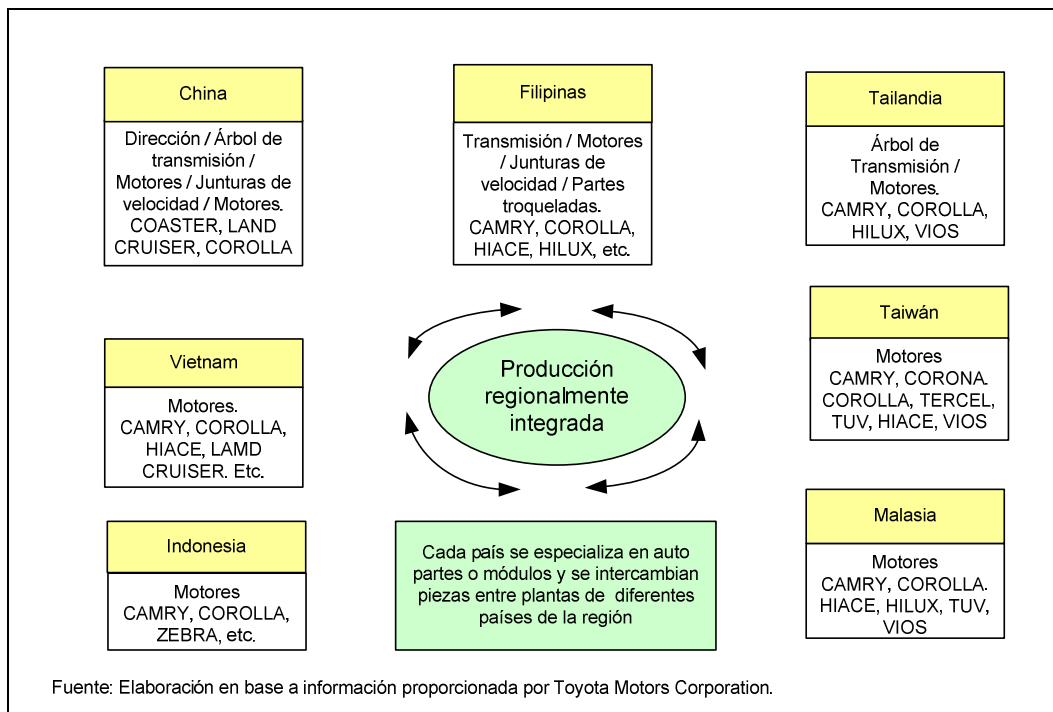 China
Dirección / Árbol de
transmisión /
Motores / Junturas de
velocidad / Motores.
COASTER, LAND
CRUISER, COROLLA
Filipinas
Transmisión / Motores
/ Junturas de
velocidad / Partes
troqueladas.
CAMRY, COROLLA,
HIACE, HILUX, etc.
Tailandia
Árbol de
Transmisión /
Motores.
CAMRY, COROLLA,
HILUX, VIOS
Vietnam
Motores.
CAMRY, COROLLA,
HIACE, LAMD
CRUISER. Etc.
Producción
regionalmente
integrada
Taiwán
Motores
CAMRY, CORONA.
COROLLA, TERCEL,
TUV, HIACE, VIOS
Indonesia
Motores
CAMRY, COROLLA,
ZEBRA, etc.
Cada país se especializa en auto
partes o módulos y se intercambian
piezas entre plantas de diferentes
países de la región
Malasia
Motores
CAMRY, COROLLA.
HIACE, HILUX, TUV,
VIOS
Fuente: Elaboración en base a información proporcionada por Toyota Motors Corporation.